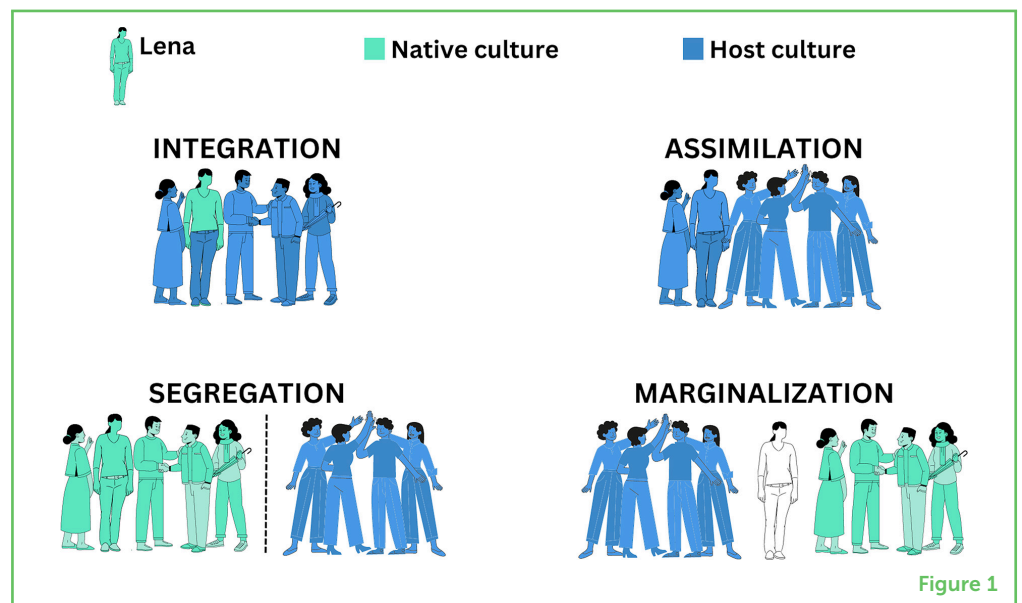 Lena
Native culture
Host culture
INTEGRATION
ASSIMILATION
SEGREGATION
MARGINALIZATION
Figure 1